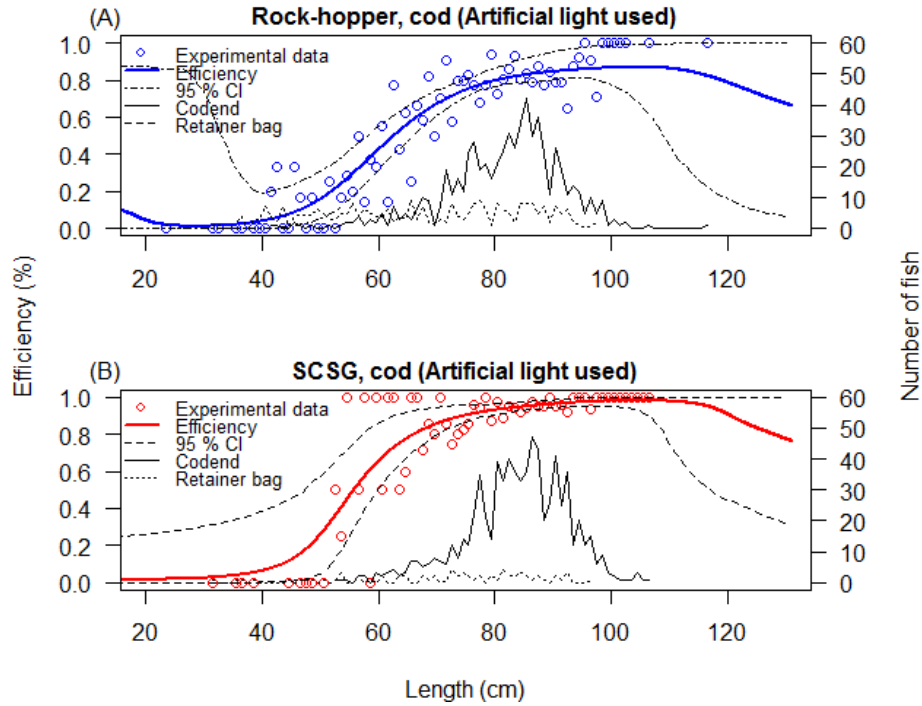 (A)
Rock-hopper, cod (Artificial light used)
1.0
0.8
0.6
0.4
0.2
0.0
Experimental data
Efficiency
95 % CI
Codend
Retainer bag
60
50
40
30
20
10
0
20 40 60 80 100 120
Efficiency (%)
Number of fish
(B)
SCSG, cod (Artificial light used)
1.0
0.8
0.6
0.4
0.2
0.0
Experimental data
Efficiency
95 % CI
Codend
Retainer bag
60
50
40
30
20
10
0
20 40 60 80 100 120
Length (cm)